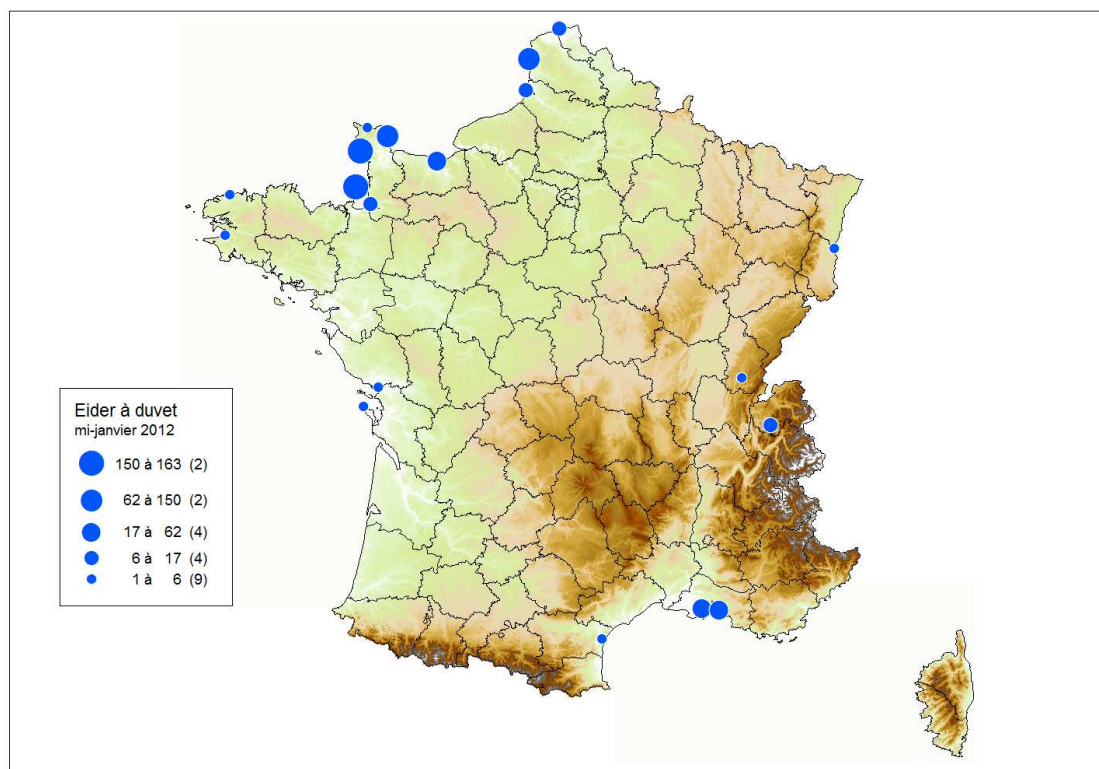 Eider à duvet
mi-janvier 2012
150 à 163 (2)
62 à 150 (2)
17 à 62 (4)
6 à 17 (4)
1 à 6 (9)